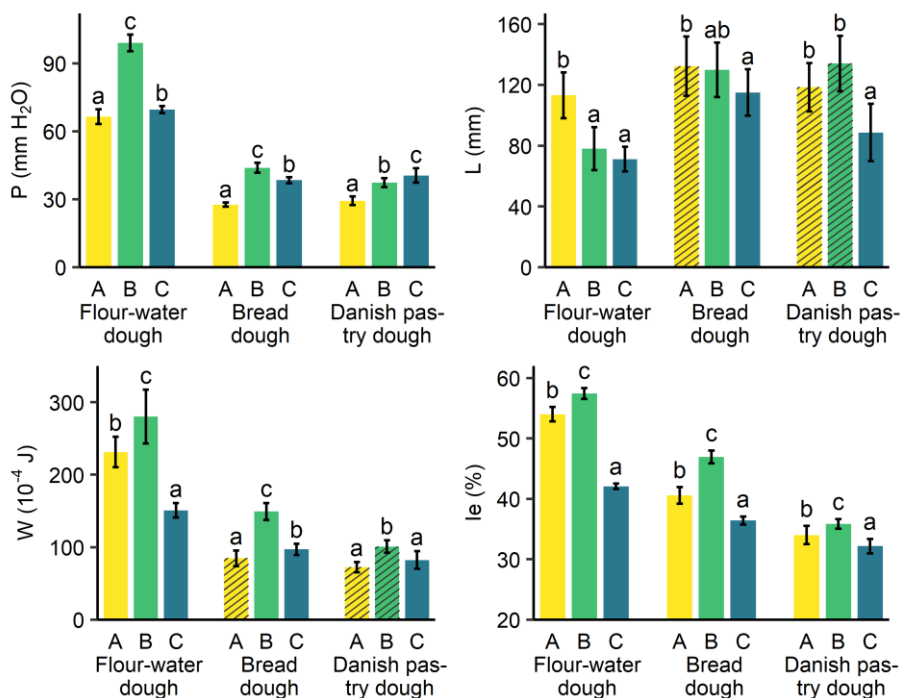 P (mm H₂O)
90
60
30
0
a c b
a c b
a b c
A B C A B C A B C
Flour-water dough
Bread dough
Danish pas-
try dough
L (mm)
160
120
80
40
0
b a a
b ab a
b b a
A B C A B C A B C
Flour-water dough
Bread dough
Danish pas-
try dough
W (10⁻⁴ J)
300
200
100
0
b c a
a c b
a b a
A B C A B C A B C
Flour-water dough
Bread dough
Danish pas-
try dough
Ie (%)
60
50
40
30
20
b c a
b c a
b c a
A B C A B C A B C
Flour-water dough
Bread dough
Danish pas-
try dough